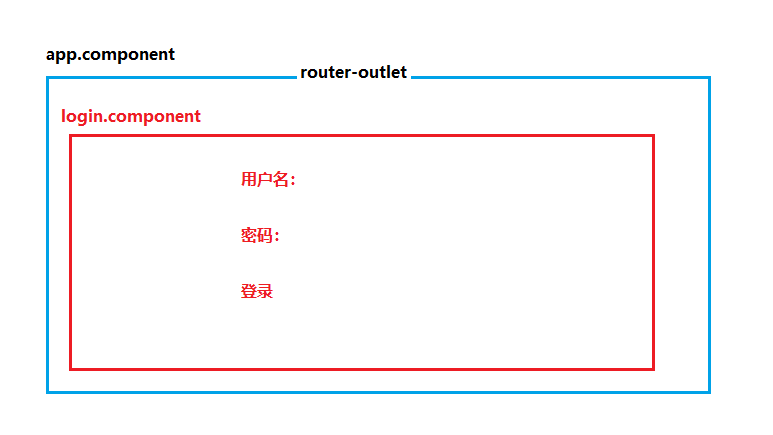 app.component
router-outlet
login.component
用户名：
密码：
登录